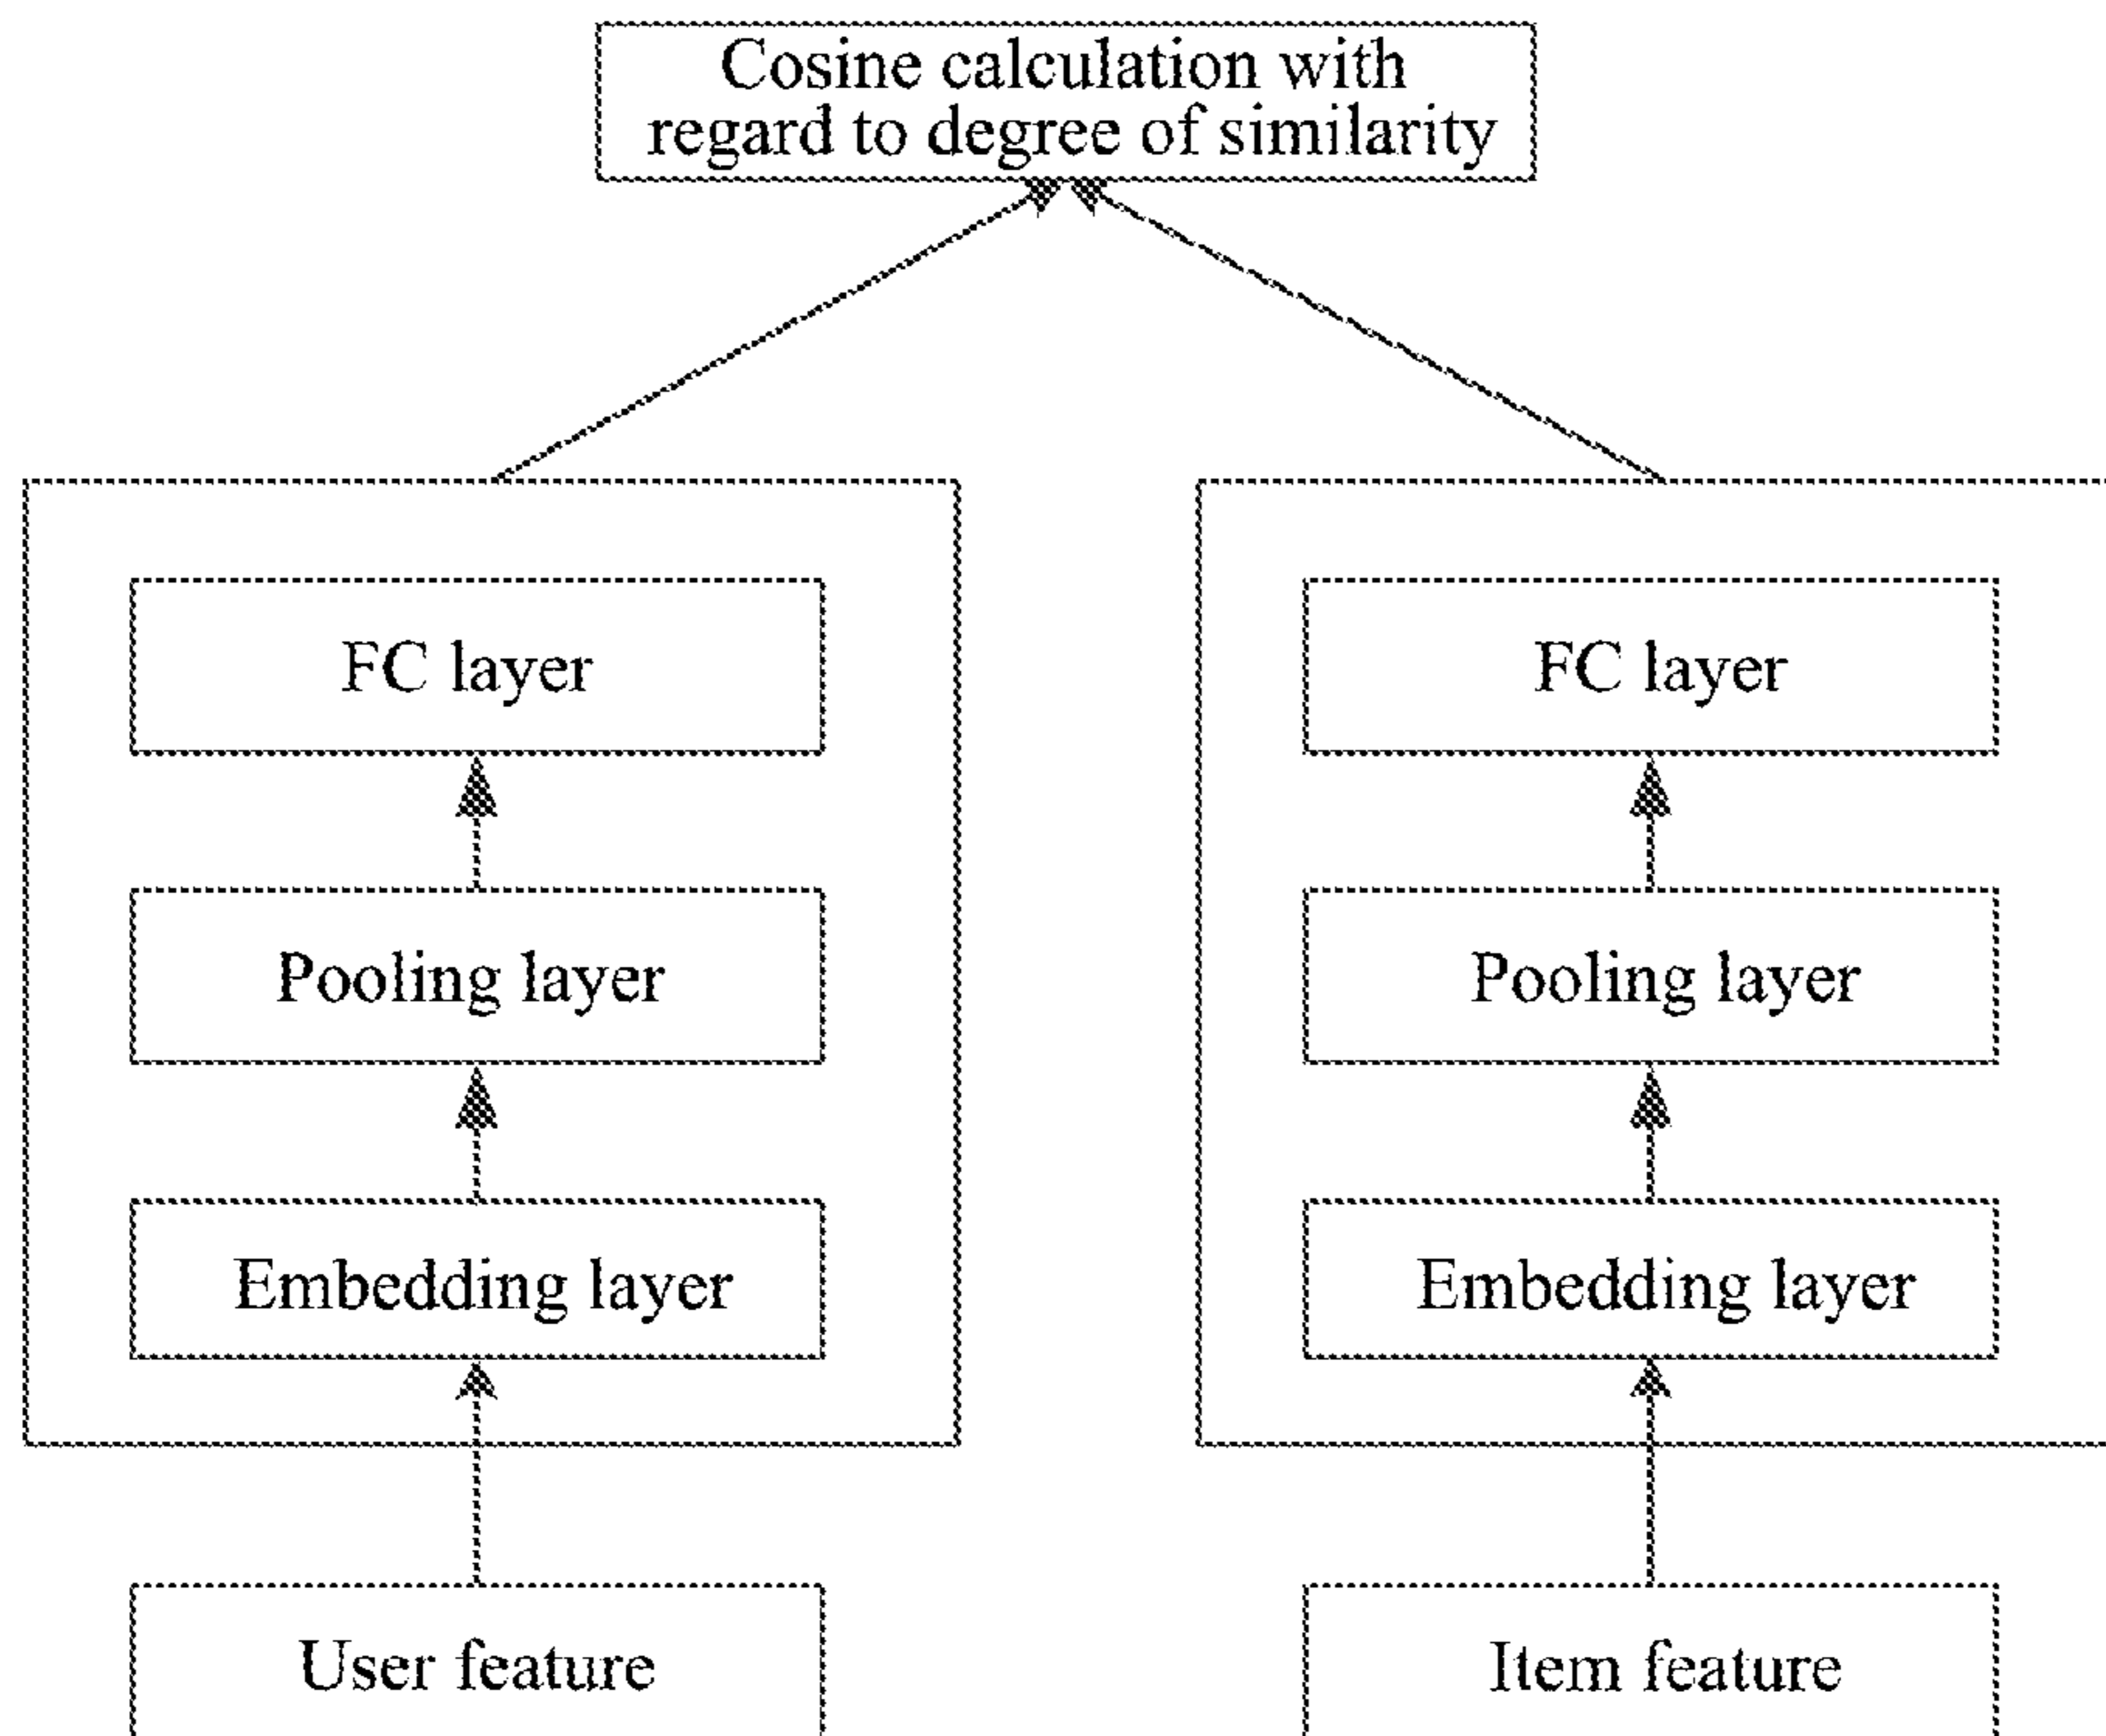 Cosine calculation with
regard to degree of similarity
FC layer
FC layer
Pooling layer
Pooling layer
Embedding layer
Embedding layer
User feature
Item feature